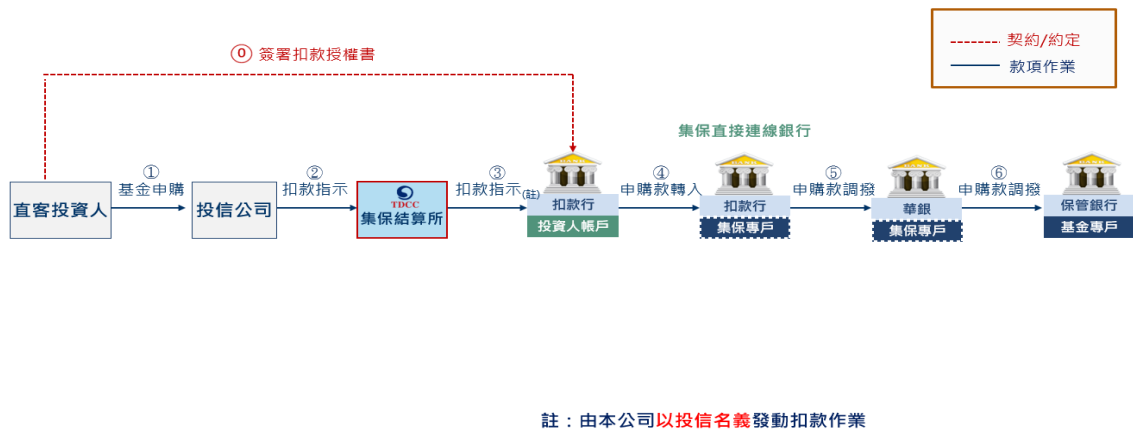 契約/約定
款項作業
⓪ 簽署扣款授權書
集保直接連線銀行
①
基金申購
②
扣款指示
③
扣款指示(註)
④
申購款轉入
⑤
申購款調撥
⑥
申購款調撥
直客投資人
投信公司
TDCC
集保結算所
扣款行
投資人帳戶
扣款行
集保專戶
華銀
集保專戶
保管銀行
基金專戶
註：由本公司以投信名義發動扣款作業